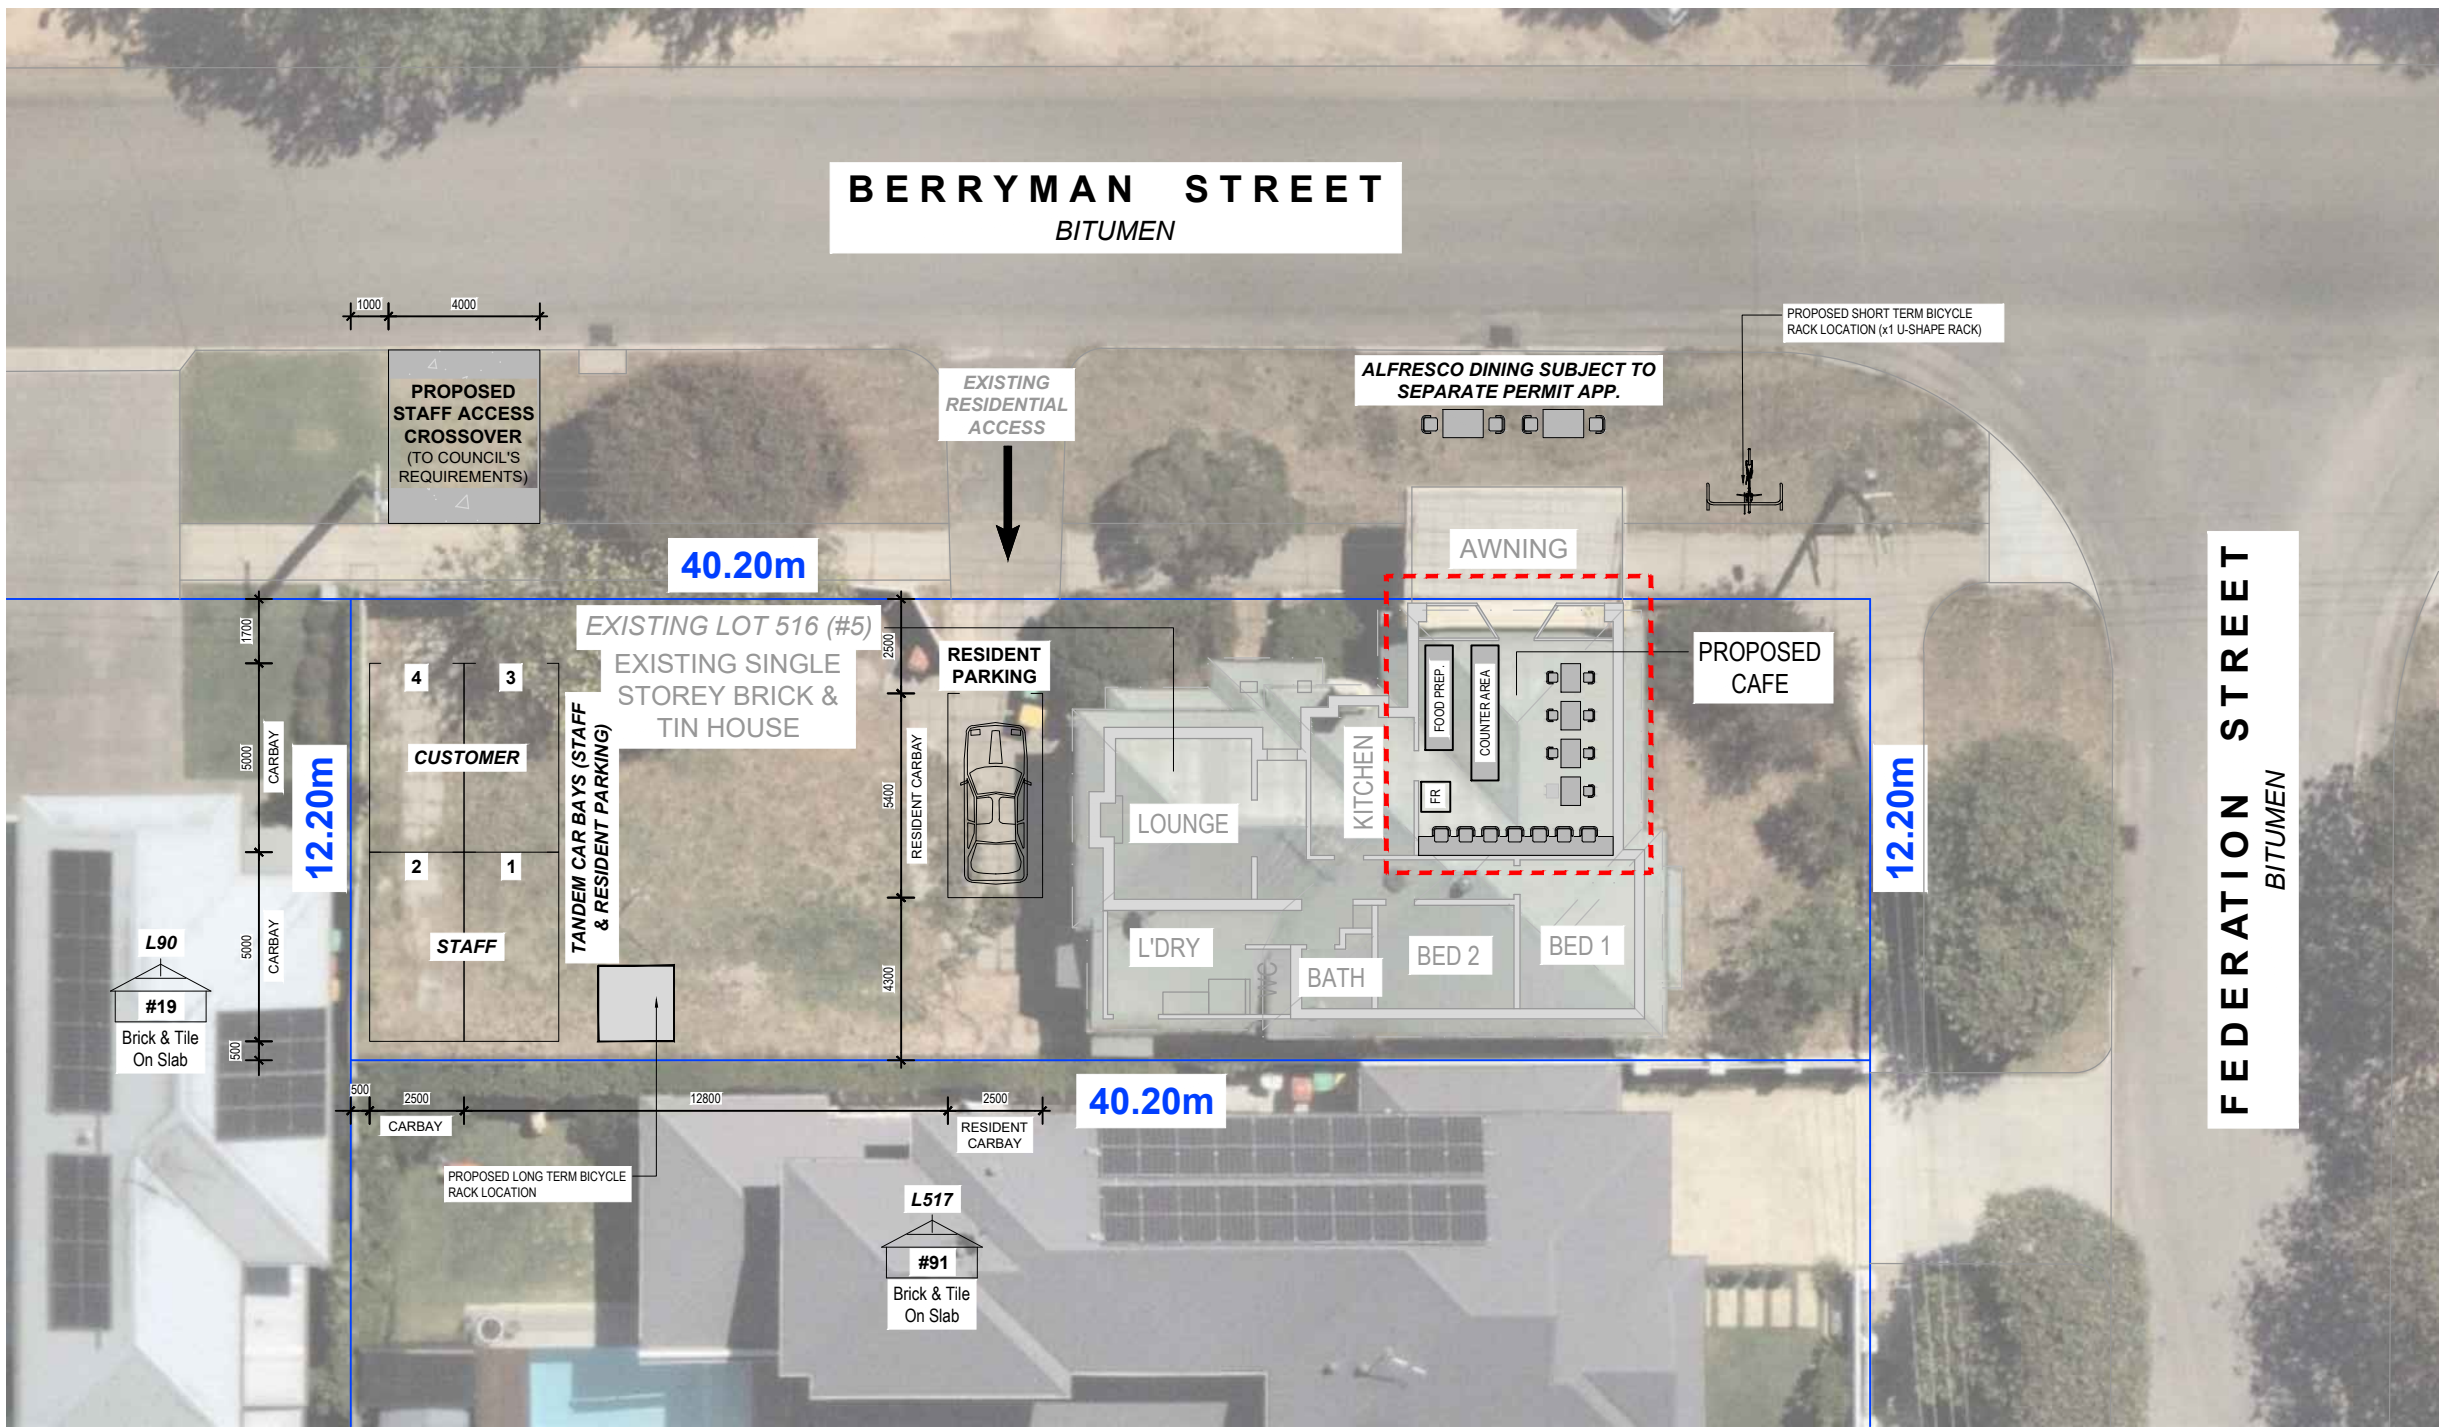 BERRYMAN STREET
BITUMEN
1000
4000
PROPOSED SHORT TERM BICYCLE
RACK LOCATION (x1 U-SHAPE RACK)
PROPOSED
STAFF ACCESS
CROSSOVER
(TO COUNCIL'S
REQUIREMENTS)
EXISTING
RESIDENTIAL
ACCESS
ALFRESCO DINING SUBJECT TO
SEPARATE PERMIT APP.
AWNING
40.20m
EXISTING LOT 516 (#5)
EXISTING SINGLE
STOREY BRICK &
TIN HOUSE
1700
5000
CARBAY
5000
CARBAY
500
12.20m
4
3
CUSTOMER
2
1
STAFF
TANDEM CAR BAYS (STAFF
& RESIDENT PARKING)
2500
5400
RESIDENT CARBAY
4300
RESIDENT
PARKING
LOUNGE
KITCHEN
L'DRY
WC
BATH
BED 2
BED 1
FOOD PREP.
COUNTER AREA
FR
PROPOSED
CAFE
12.20m
FEDERATION STREET
BITUMEN
L90
#19
Brick & Tile
On Slab
500
2500
CARBAY
12800
2500
RESIDENT
CARBAY
40.20m
PROPOSED LONG TERM BICYCLE
RACK LOCATION
L517
#91
Brick & Tile
On Slab